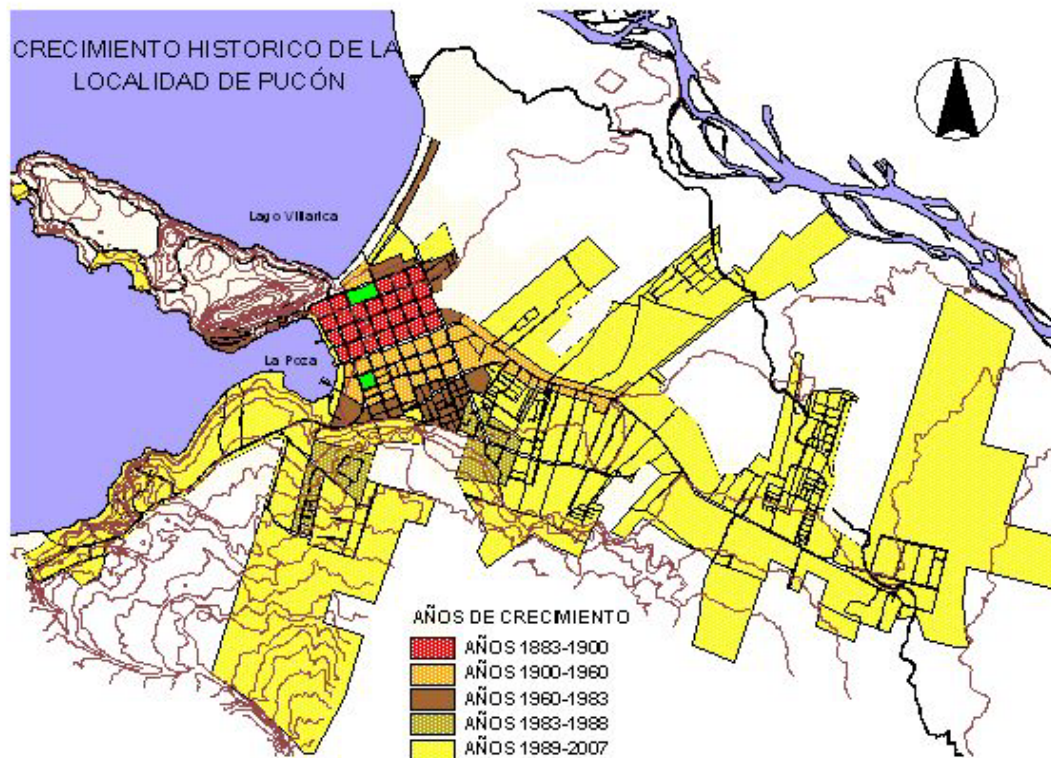 CRECIMIENTO HISTORICO DE LA
LOCALIDAD DE PUCÓN
Lago Villarica
La Poza
AÑOS DE CRECIMIENTO
AÑOS 1883-1900
AÑOS 1900-1960
AÑOS 1960-1983
AÑOS 1983-1988
AÑOS 1989-2007